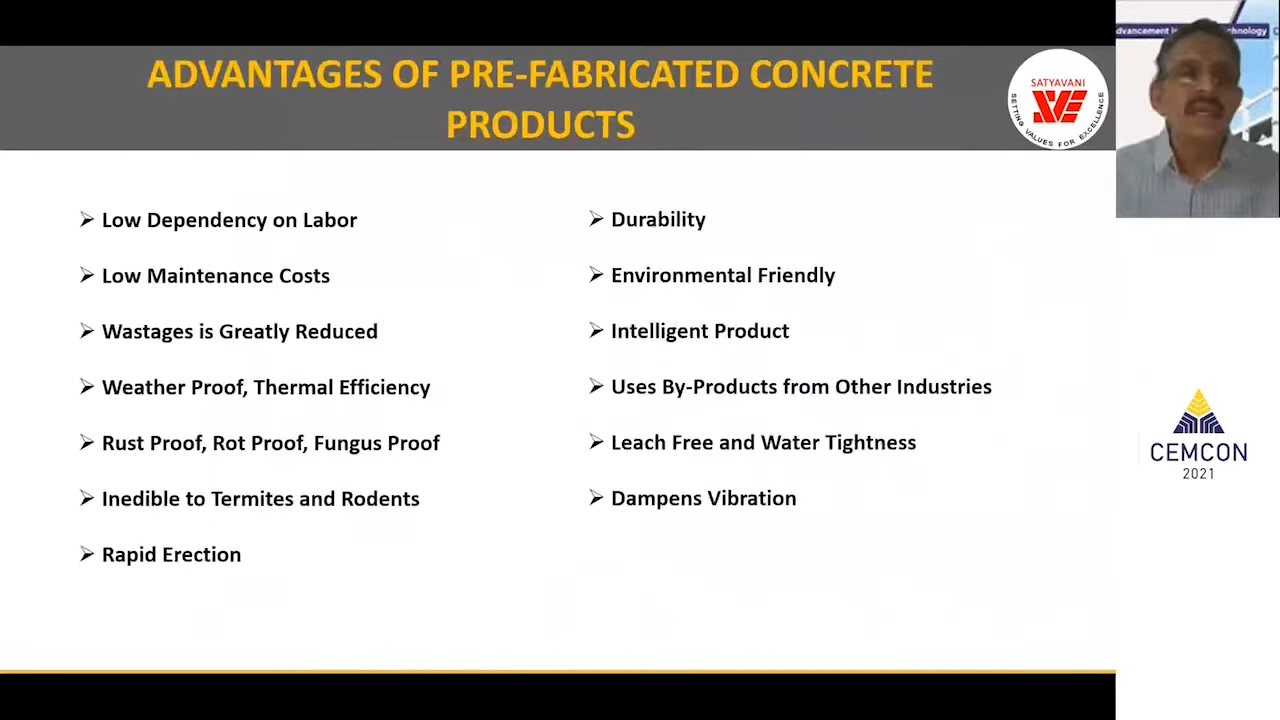 ADVANTAGES OF PRE-FABRICATED CONCRETE
PRODUCTS
SATYAVANI
SVE
SETTING VALUES FOR EXCELLENCE
Low Dependency on Labor
Low Maintenance Costs
Wastages is Greatly Reduced
Weather Proof, Thermal Efficiency
Rust Proof, Rot Proof, Fungus Proof
Inedible to Termites and Rodents
Rapid Erection
Durability
Environmental Friendly
Intelligent Product
Uses By-Products from Other Industries
Leach Free and Water Tightness
Dampens Vibration
CEMCON
2021